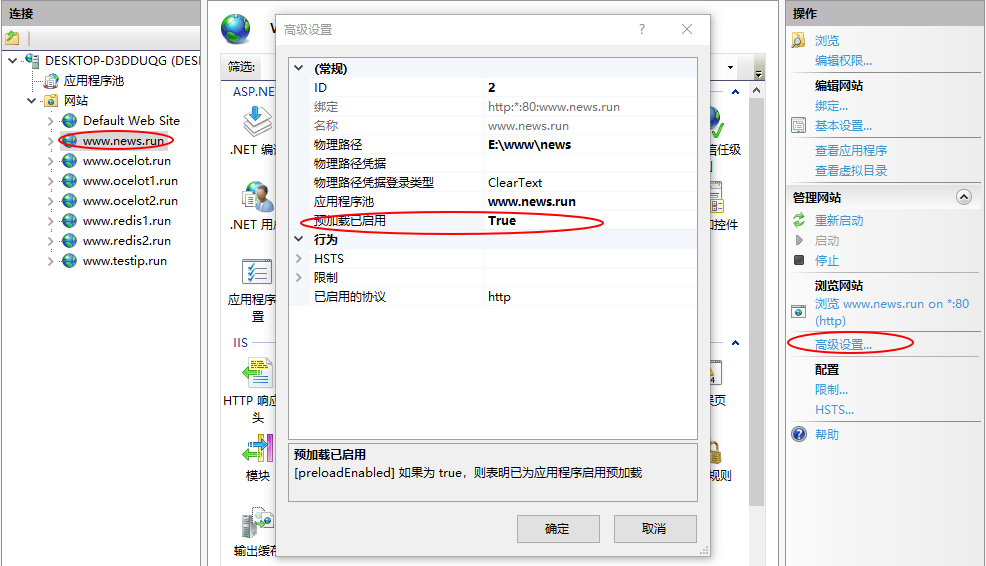 连接
DESKTOP-D3DDUQG (DES
应用程序池
网站
Default Web Site
www.news.run
www.ocelot.run
www.ocelot1.run
www.ocelot2.run
www.redis1.run
www.redis2.run
www.testip.run
筛选:
ASP.NE
.NET 编
.NET 用
应用程序
置
IIS
HTTP 响应
头
模块
输出缓存
任级
和控件
页
规则
高级设置
?
(常规)
ID 2
绑定 http:*:80:www.news.run
名称 www.news.run
物理路径 E:\www\news
物理路径凭据
物理路径凭据登录类型 ClearText
应用程序池 www.news.run
预加载已启用 True
行为
HSTS
限制
已启用的协议 http
预加载已启用
[preloadEnabled] 如果为 true，则表明已为应用程序启用预加载
确定
取消
操作
浏览
编辑权限...
编辑网站
绑定...
基本设置...
查看应用程序
查看虚拟目录
管理网站
重新启动
启动
停止
浏览网站
浏览 www.news.run on *:80
(http)
高级设置...
配置
限制...
HSTS...
帮助